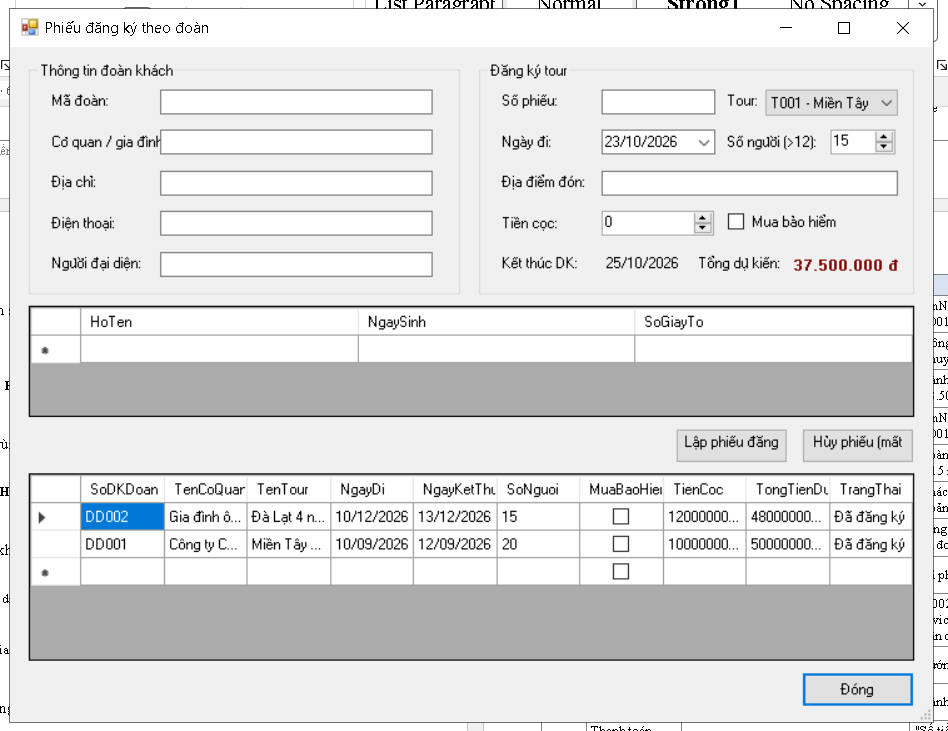 List Paragraph Normal Strong1 No Spacing
Phiếu đăng ký theo đoàn
Thông tin đoàn khách
Mã đoàn:
Cơ quan / gia đình
Địa chỉ:
Điện thoại:
Người đại diện:
Đăng ký tour
Số phiếu: Tour: T001 - Miền Tây
Ngày đi: 23/10/2026 Số người (>12): 15
Địa điểm đón:
Tiền cọc: 0 Mua bảo hiểm
Kết thúc DK: 25/10/2026 Tổng dự kiến: 37.500.000 đ
HoTen NgaySinh SoGiayTo
Lập phiếu đăng Hủy phiếu (mất
SoDKDoan TenCoQuan TenTour NgayDi NgayKetThu SoNguoi MuaBaoHiem TienCoc TongTienDu TrangThai
DD002 Gia đình ô... Đà Lạt 4 n... 10/12/2026 13/12/2026 15 12000000... 48000000... Đã đăng ký
DD001 Công ty C... Miền Tây ... 10/09/2026 12/09/2026 20 10000000... 50000000... Đã đăng ký
Đóng